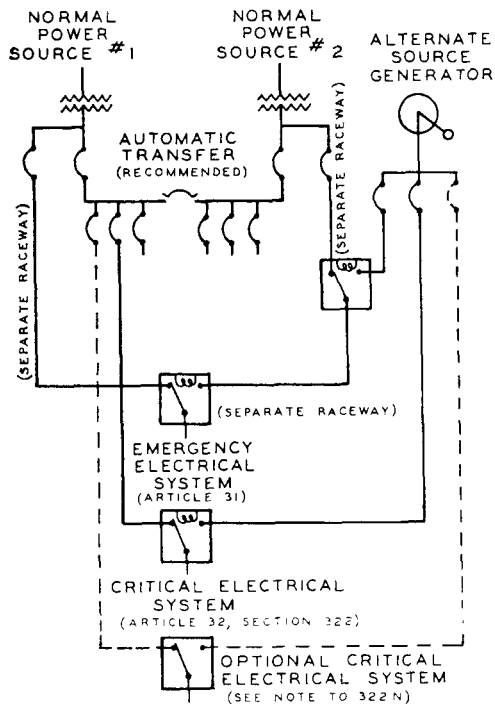 NORMAL
POWER
SOURCE #1
NORMAL
POWER
SOURCE #2
ALTERNATE
SOURCE
GENERATOR
AUTOMATIC
TRANSFER
(RECOMMENDED)
(SEPARATE RACEWAY)
(SEPARATE RACEWAY)
(SEPARATE RACEWAY)
EMERGENCY
ELECTRICAL
SYSTEM
(ARTICLE 31)
CRITICAL ELECTRICAL
SYSTEM
(ARTICLE 32, SECTION 322)
OPTIONAL CRITICAL
ELECTRICAL SYSTEM
(SEE NOTE TO 322N)